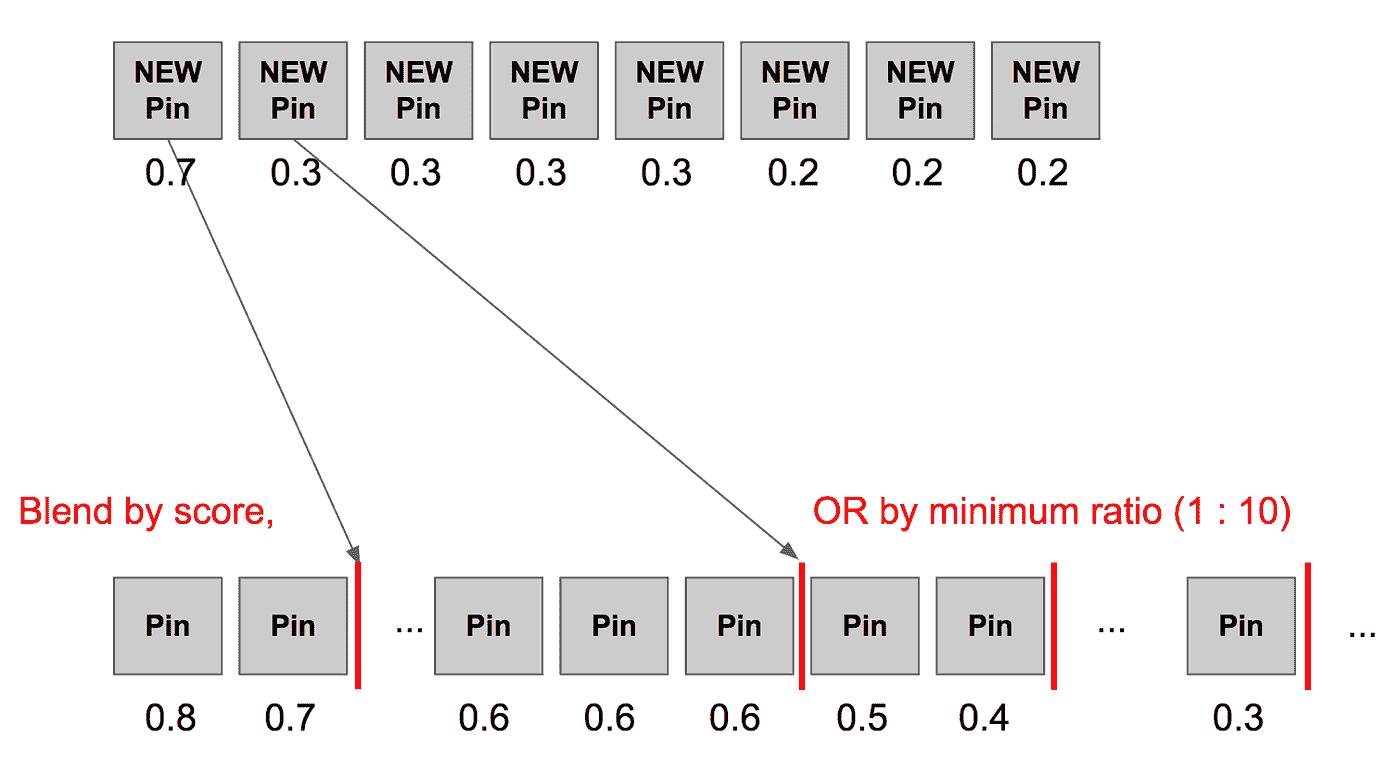 NEW NEW NEW NEW NEW NEW NEW NEW
Pin Pin Pin Pin Pin Pin Pin Pin
0.7 0.3 0.3 0.3 0.3 0.2 0.2 0.2
Blend by score, OR by minimum ratio (1 : 10)
Pin Pin ... Pin Pin Pin Pin Pin ... Pin ...
0.8 0.7 0.6 0.6 0.6 0.5 0.4 0.3